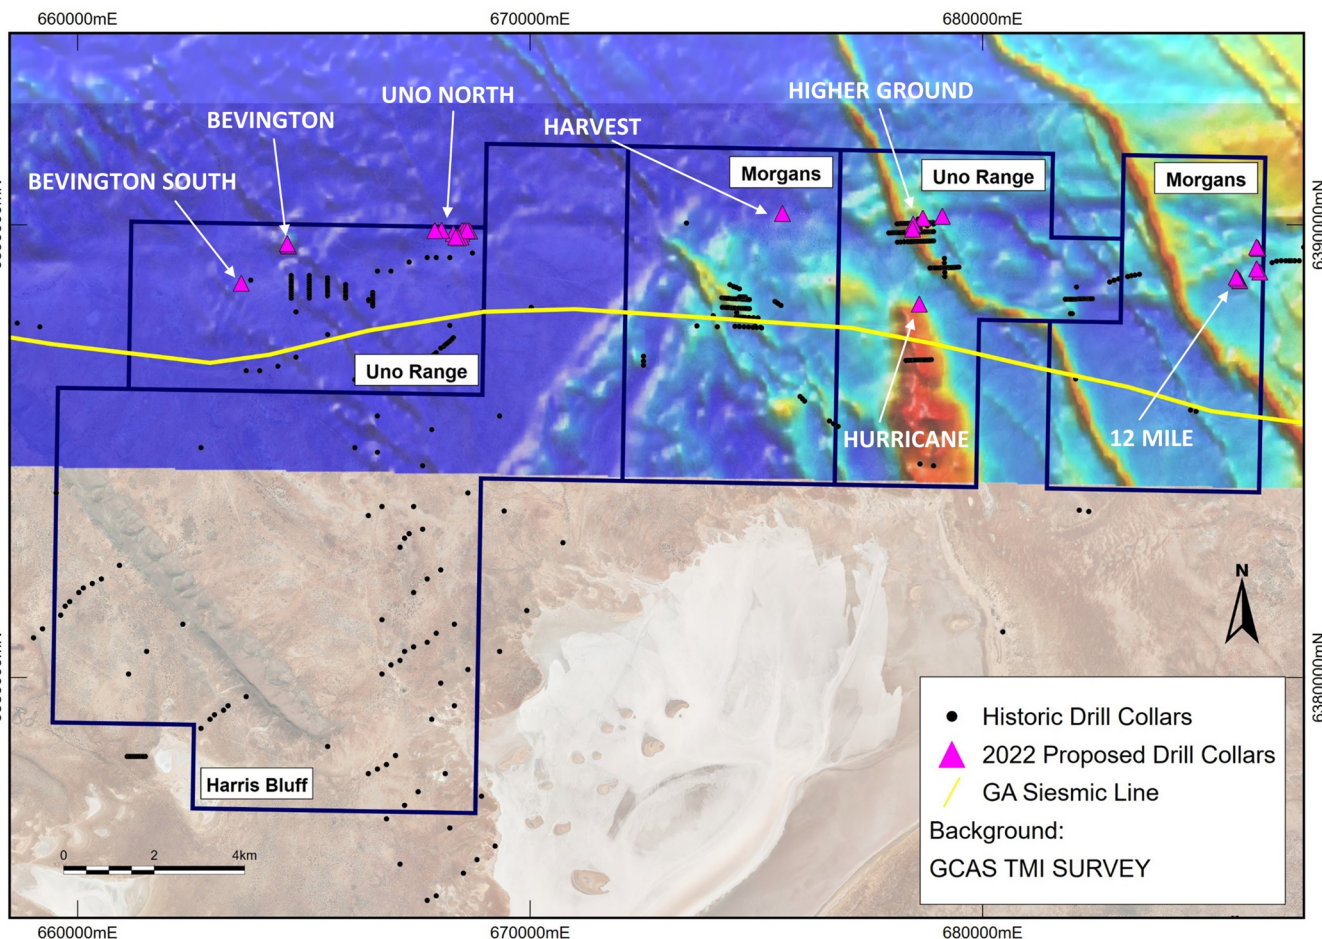 660000mE 670000mE 680000mE
UNO NORTH
HIGHER GROUND
BEVINGTON
HARVEST
BEVINGTON SOUTH
Morgans
Uno Range
Morgans
6390000mN
Uno Range
HURRICANE
12 MILE
N
6380000mN
Historic Drill Collars
2022 Proposed Drill Collars
GA Siesmic Line
Background:
GCAS TMI SURVEY
Harris Bluff
0 2 4km
660000mE 670000mE 680000mE